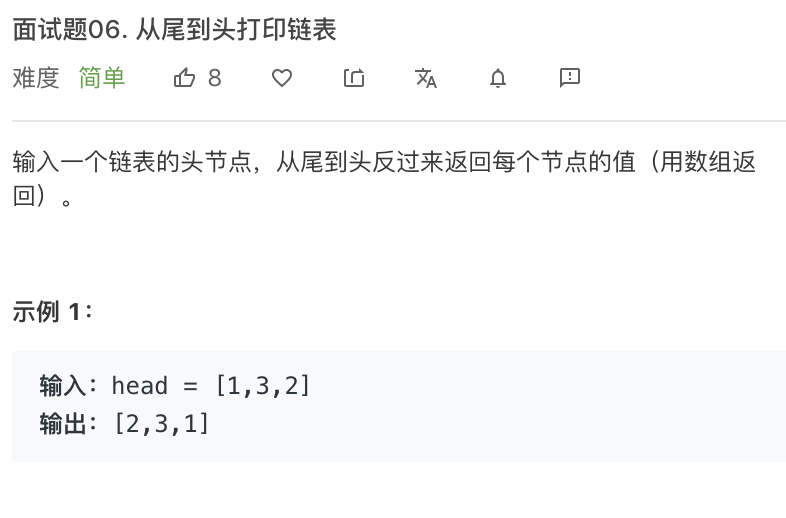 面试题06. 从尾到头打印链表
难度 简单 8
输入一个链表的头节点，从尾到头反过来返回每个节点的值（用数组返
回）。
示例 1：
输入：head = [1,3,2]
输出：[2,3,1]